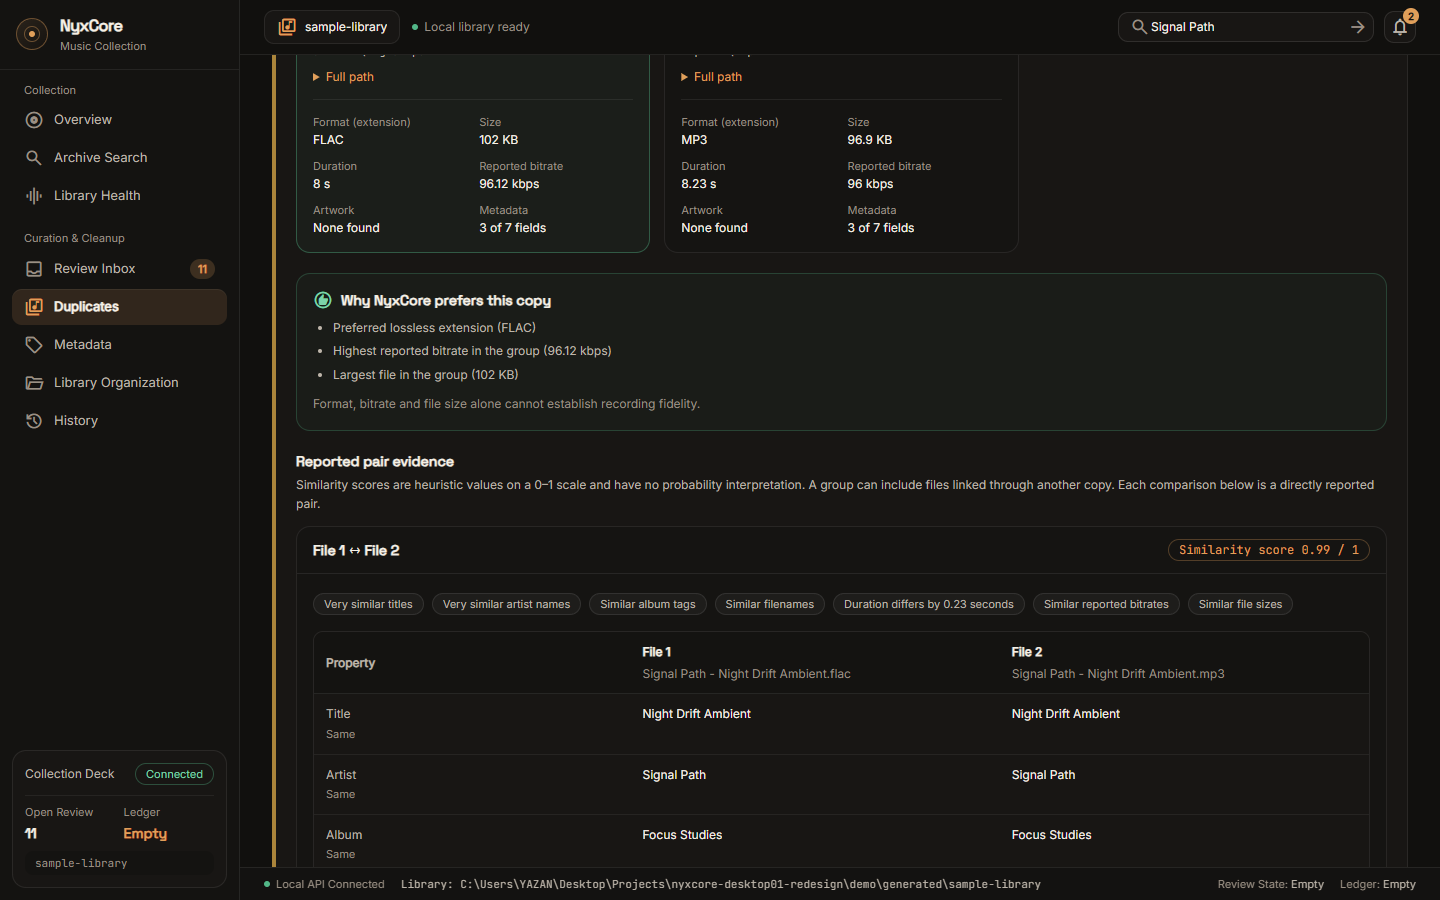 NyxCore
Music Collection
sample-library
Local library ready
Signal Path
2
Collection
Overview
Archive Search
Library Health
Curation & Cleanup
Review Inbox 11
Duplicates
Metadata
Library Organization
History
Full path
Format (extension) Size
FLAC 102 KB
Duration Reported bitrate
8 s 96.12 kbps
Artwork Metadata
None found 3 of 7 fields
Full path
Format (extension) Size
MP3 96.9 KB
Duration Reported bitrate
8.23 s 96 kbps
Artwork Metadata
None found 3 of 7 fields
Why NyxCore prefers this copy
• Preferred lossless extension (FLAC)
• Highest reported bitrate in the group (96.12 kbps)
• Largest file in the group (102 KB)
Format, bitrate and file size alone cannot establish recording fidelity.
Reported pair evidence
Similarity scores are heuristic values on a 0–1 scale and have no probability interpretation. A group can include files linked through another copy. Each comparison below is a directly reported
pair.
File 1 ↔ File 2 Similarity score 0.99 / 1
Very similar titles Very similar artist names Similar album tags Similar filenames Duration differs by 0.23 seconds Similar reported bitrates Similar file sizes
Property File 1 File 2
Signal Path - Night Drift Ambient.flac Signal Path - Night Drift Ambient.mp3
Title Night Drift Ambient Night Drift Ambient
Same
Artist Signal Path Signal Path
Same
Album Focus Studies Focus Studies
Same
Collection Deck Connected
Open Review Ledger
11 Empty
sample-library
Local API Connected Library: C:\Users\YAZAN\Desktop\Projects\nyxcore-desktop01-redesign\demo\generated\sample-library Review State: Empty Ledger: Empty